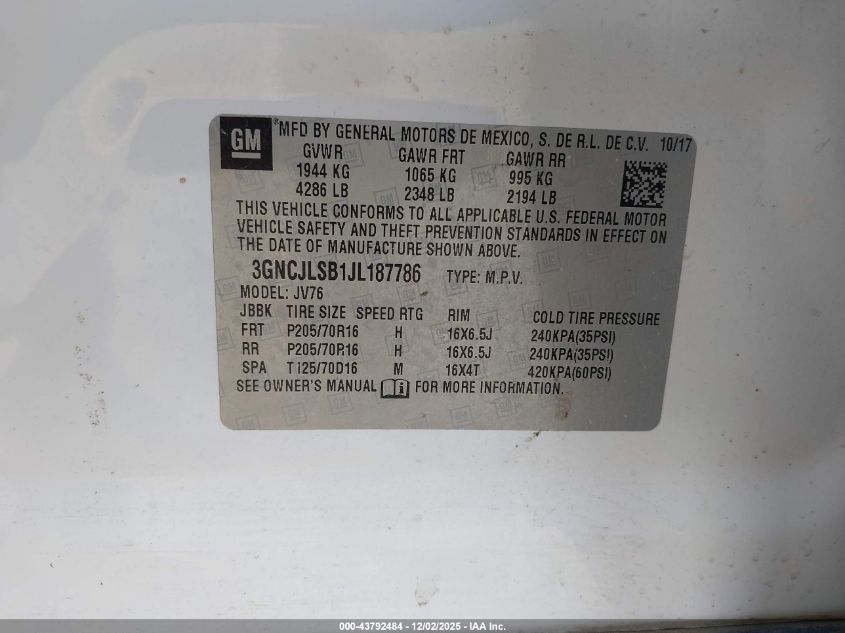 GM
®MFD BY GENERAL MOTORS DE MEXICO, S. DE R.L. DE C.V. 10/17
GVWR GAWR FRT GAWR RR
1944 KG 1065 KG 995 KG
4286 LB 2348 LB 2194 LB
THIS VEHICLE CONFORMS TO ALL APPLICABLE U.S. FEDERAL MOTOR
VEHICLE SAFETY AND THEFT PREVENTION STANDARDS IN EFFECT ON
THE DATE OF MANUFACTURE SHOWN ABOVE.
3GNCJLSB1JL187786 TYPE: M.P.V.
MODEL: JV76
JBBK TIRE SIZE SPEED RTG RIM COLD TIRE PRESSURE
FRT P205/70R16 H 16X6.5J 240KPA(35PSI)
RR P205/70R16 H 16X6.5J 240KPA(35PSI)
SPA T125/70D16 M 16X4T 420KPA(60PSI)
SEE OWNER'S MANUAL FOR MORE INFORMATION.
000-43792484 - 12/02/2025 - IAA Inc.